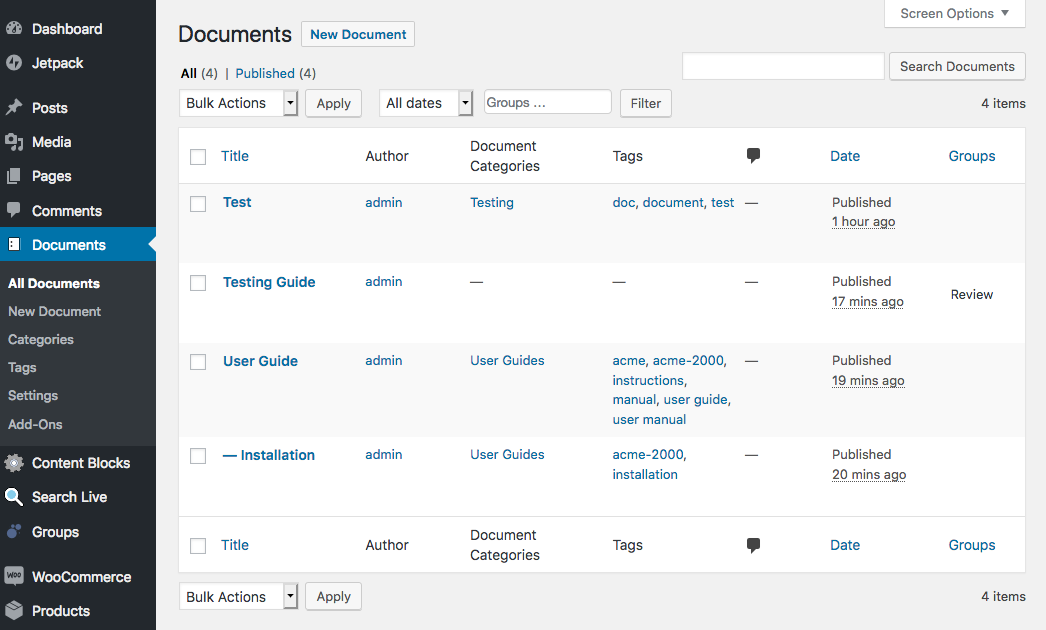 Dashboard
Jetpack
Posts
Media
Pages
Comments
Documents
All Documents
New Document
Categories
Tags
Settings
Add-Ons
Content Blocks
Search Live
Groups
Woo WooCommerce
Products
Screen Options
Documents New Document
All (4) | Published (4)
Search Documents
Bulk Actions Apply All dates Groups ... Filter 4 items
Title Author Document Categories Tags Date Groups
Test admin Testing doc, document, test — Published
1 hour ago
Testing Guide admin — — — Published
17 mins ago Review
User Guide admin User Guides acme, acme-2000, — Published
instructions, 19 mins ago
manual, user guide,
user manual
— Installation admin User Guides acme-2000, — Published
installation 20 mins ago
Title Author Document Categories Tags Date Groups
Bulk Actions Apply 4 items